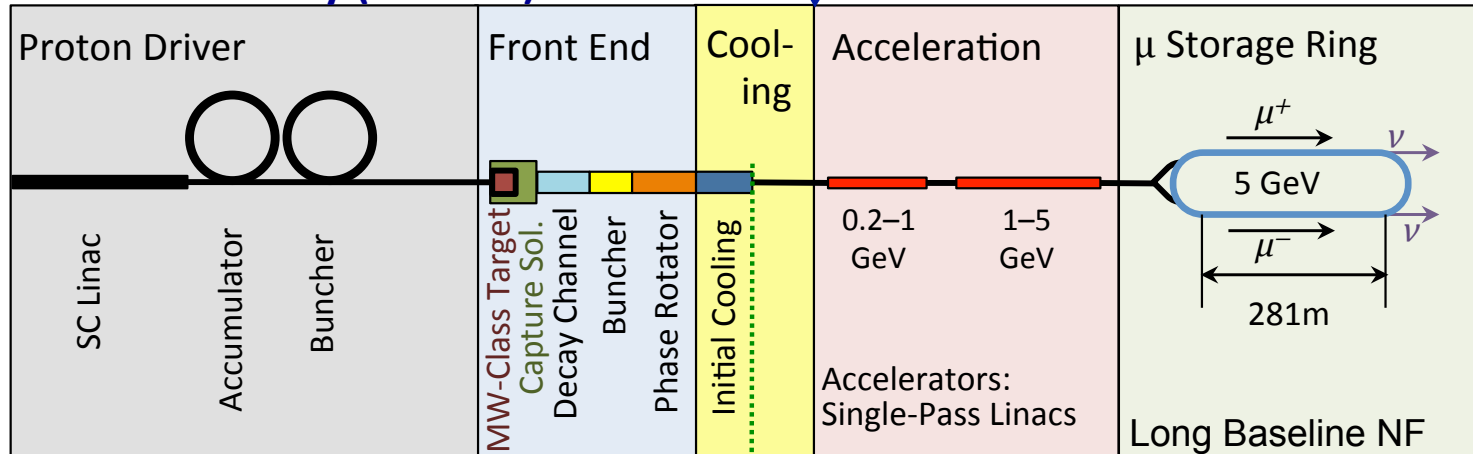 Proton Driver
Front End
Cool-
ing
Acceleration
μ Storage Ring
SC Linac
Accumulator
Buncher
MW-Class Target
Capture Sol.
Decay Channel
Buncher
Phase Rotator
Initial Cooling
0.2–1
GeV
1–5
GeV
Accelerators:
Single-Pass Linacs
μ+
ν
5 GeV
μ−
ν
281m
Long Baseline NF